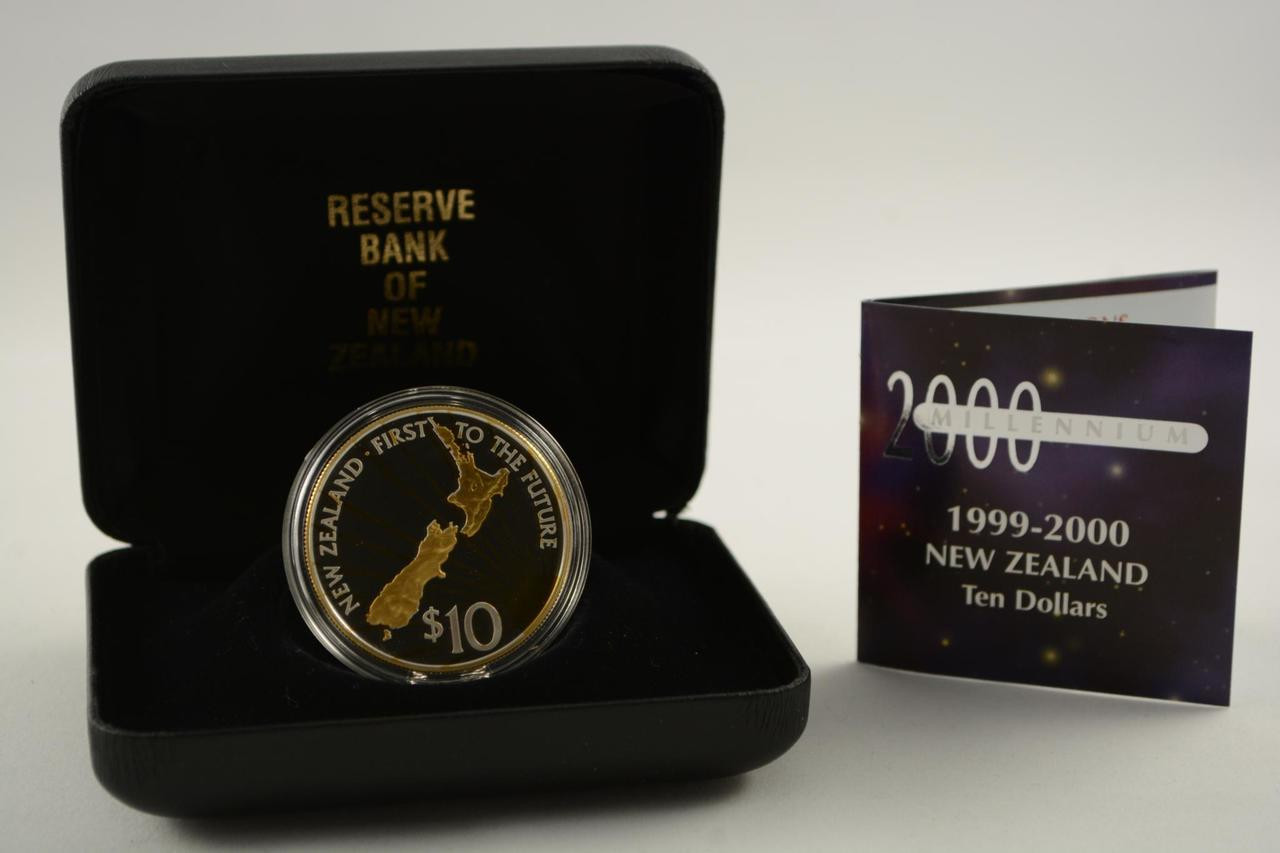 RESERVE
BANK
OF
NEW
ZEALAND
NEW ZEALAND · FIRST TO THE FUTURE
$10
2000
MILLENNIUM
1999-2000
NEW ZEALAND
Ten Dollars